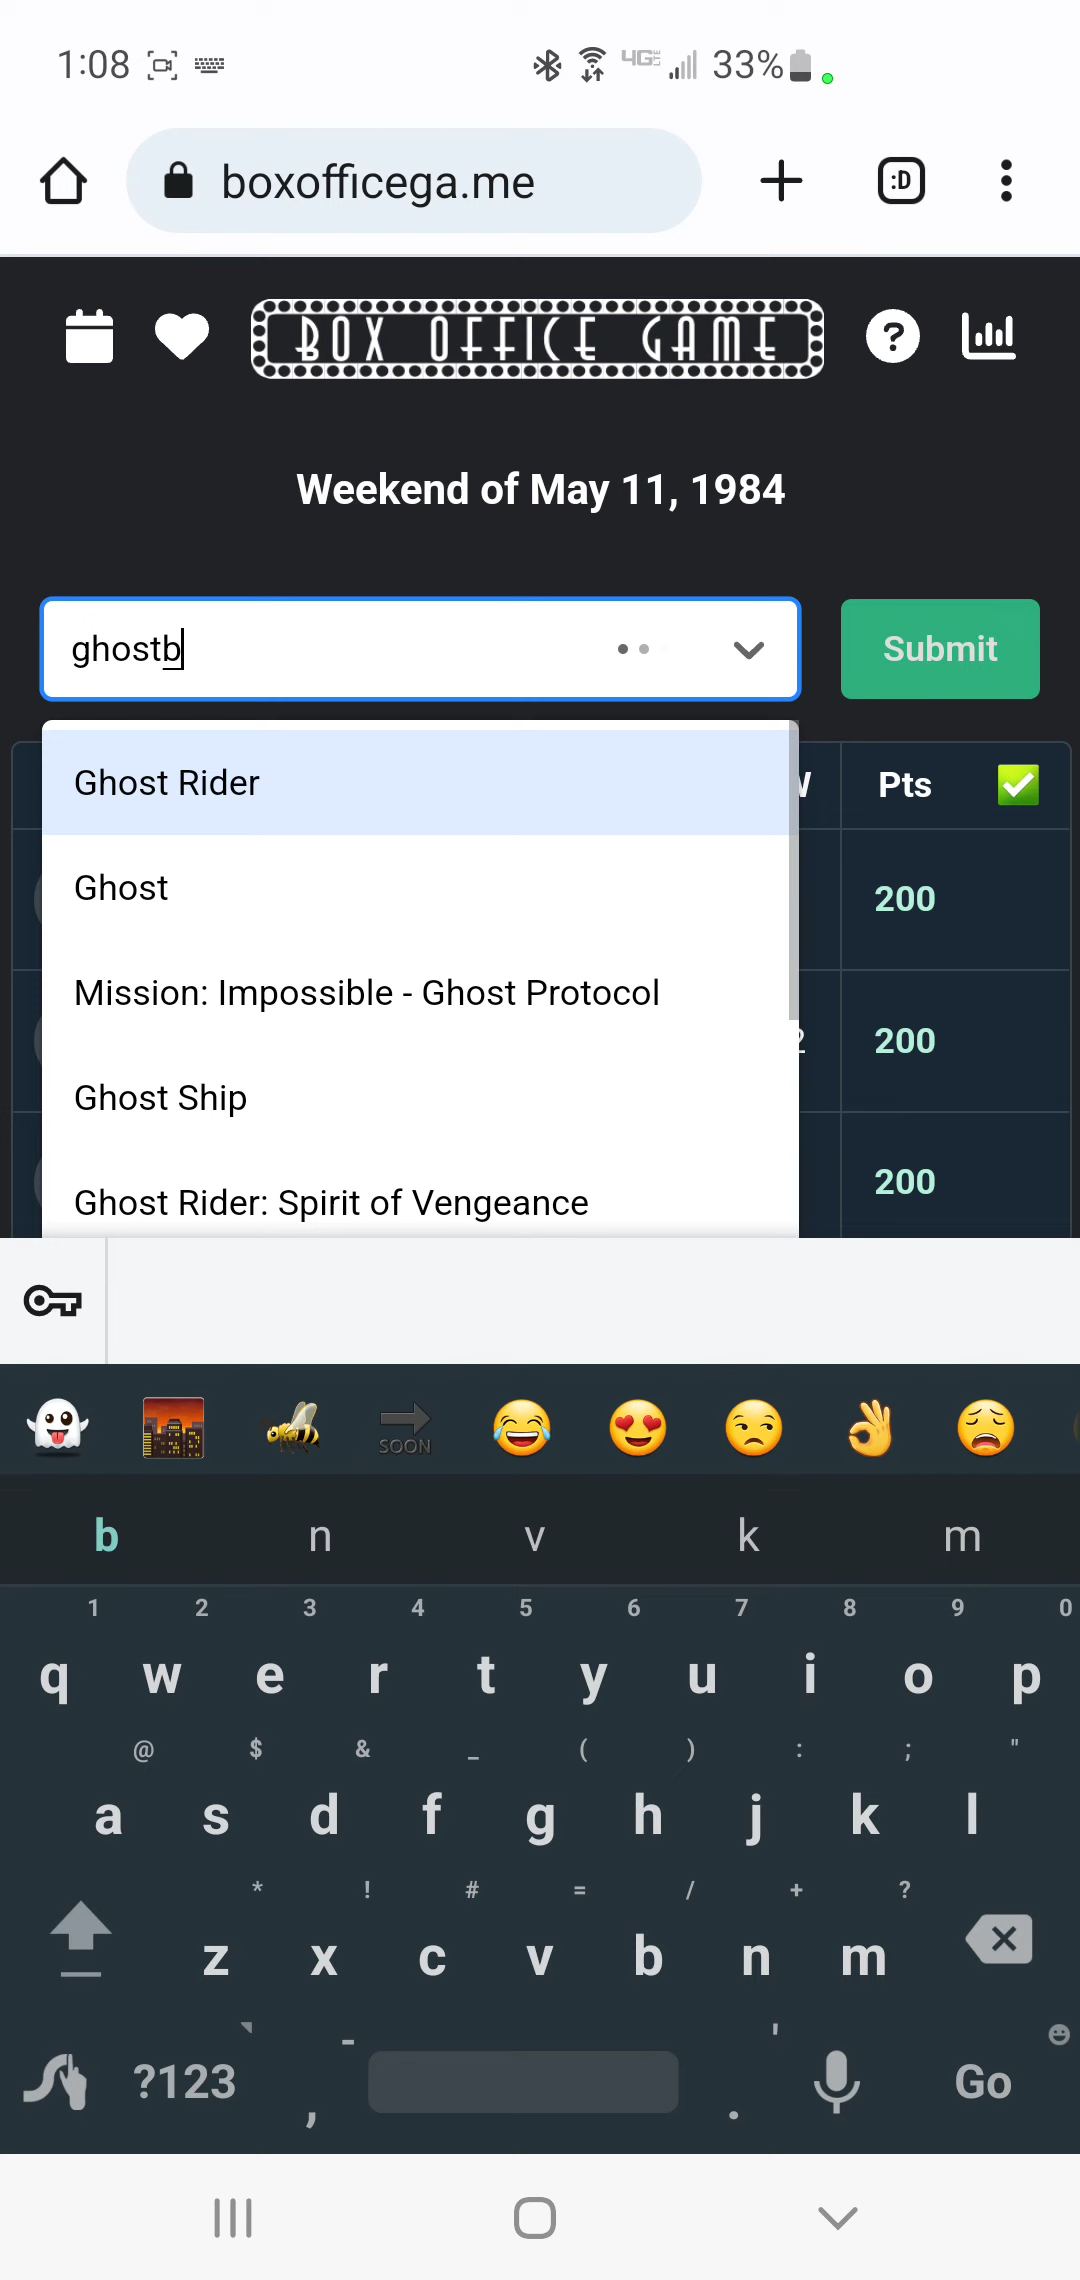 1:08 4GLTE 33%
boxofficega.me :D
BOX OFFICE GAME ?
Weekend of May 11, 1984
ghostb Submit
Pts
Ghost Rider
Ghost 200
Mission: Impossible - Ghost Protocol
200
Ghost Ship
Ghost Rider: Spirit of Vengeance 200
SOON
b n v k m
1 2 3 4 5 6 7 8 9 0
q w e r t y u i o p
@ $ & _ ( ) : ; "
a s d f g h j k l
* ! # = / + ?
z x c v b n m
- '
?123 , . Go